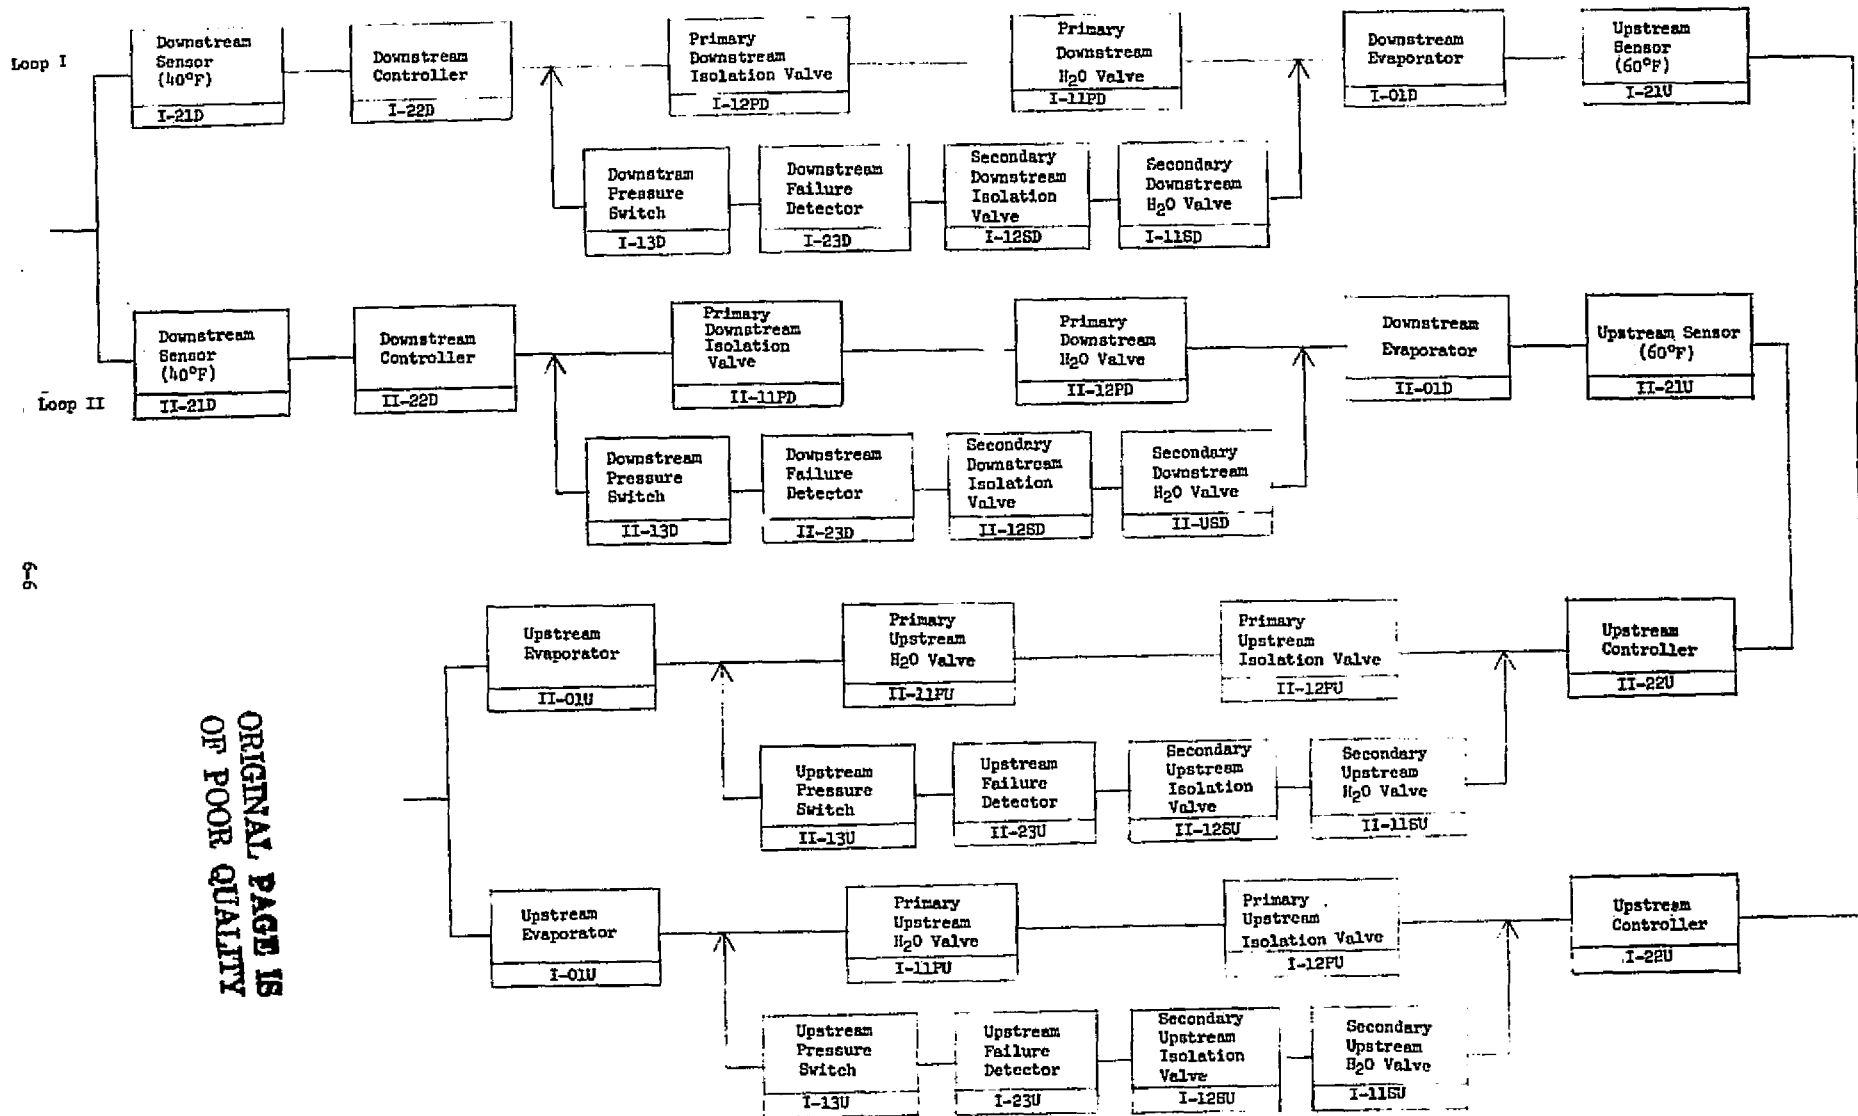 Loop I
Downstream
Sensor
(40°F)
I-21D
Downstream
Controller
I-22D
Primary
Downstream
Isolation Valve
I-12PD
Primary
Downstream
H2O Valve
I-11PD
Downstream
Evaporator
I-01D
Upstream
Sensor
(60°F)
I-21U
Downstram
Pressure
Switch
I-13D
Downstream
Failure
Detector
I-23D
Secondary
Downstream
Isolation
Valve
I-12SD
Secondary
Downstream
H2O Valve
I-11SD
Loop II
Downstream
Sensor
(40°F)
II-21D
Downstream
Controller
II-22D
Primary
Downstream
Isolation
Valve
II-11PD
Primary
Downstream
H2O Valve
II-12PD
Downstream
Evaporator
II-01D
Upstream Sensor
(60°F)
II-21U
Downstream
Pressure
Switch
II-13D
Downstream
Failure
Detector
II-23D
Secondary
Downstream
Isolation
Valve
II-12SD
Secondary
Downstream
H2O Valve
II-USD
Upstream
Evaporator
II-01U
Primary
Upstream
H2O Valve
II-11PU
Primary
Upstream
Isolation Valve
II-12PU
Upstream
Controller
II-22U
Upstream
Pressure
Switch
II-13U
Upstream
Failure
Detector
II-23U
Secondary
Upstream
Isolation
Valve
II-12SU
Secondary
Upstream
H2O Valve
II-11SU
Upstream
Evaporator
I-01U
Primary
Upstream
H2O Valve
I-11PU
Primary
Upstream
Isolation Valve
I-12PU
Upstream
Controller
I-22U
Upstream
Pressure
Switch
I-13U
Upstream
Failure
Detector
I-23U
Secondary
Upstream
Isolation
Valve
I-12SU
Secondary
Upstream
H2O Valve
I-11SU
ORIGINAL PAGE IS
OF POOR QUALITY